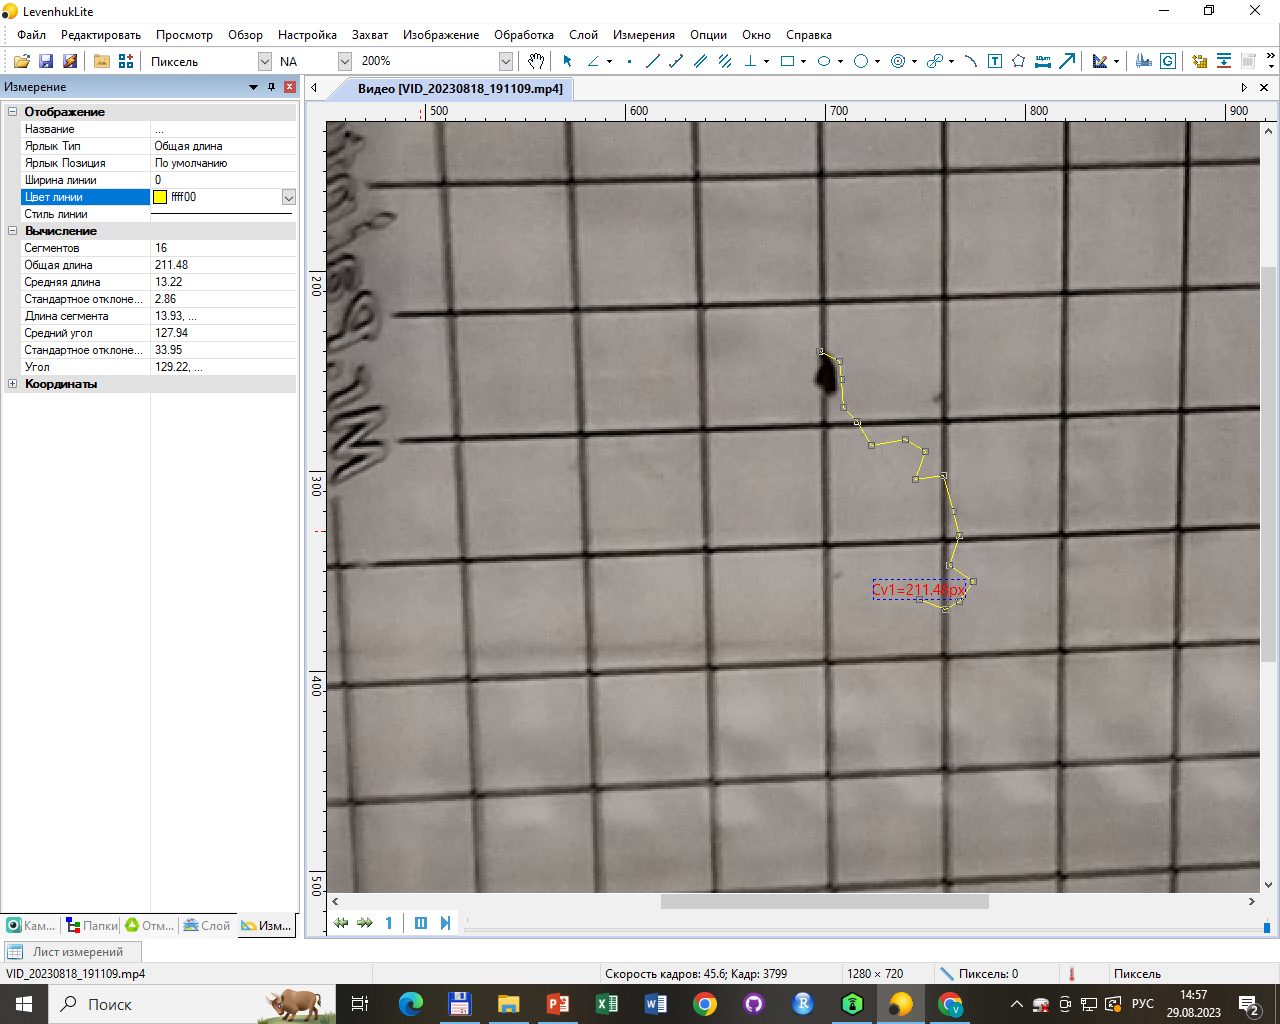 LevenhukLite
Файл Редактировать Просмотр Обзор Настройка Захват Изображение Обработка Слой Измерения Опции Окно Справка
Пиксель NA 200%
Измерение
Видео [VID_20230818_191109.mp4]
500 600 700 800 900
Отображение
Название ...
Ярлык Тип Общая длина
Ярлык Позиция По умолчанию
Ширина линии 0
Цвет линии ffff00
Стиль линии
Вычисление
Сегментов 16
Общая длина 211.48
Средняя длина 13.22
Стандартное отклоне... 2.86
Длина сегмента 13.93, ...
Средний угол 127.94
Стандартное отклоне... 33.95
Угол 129.22, ...
Координаты
200
300
400
500
Cv1=211.48px
Кам... Папки Отм... Слой Изм...
1
Лист измерений
VID_20230818_191109.mp4 Скорость кадров: 45.6; Кадр: 3799 1280 × 720 Пиксель: 0 Пиксель
Поиск
РУС
14:57
29.08.2023
2